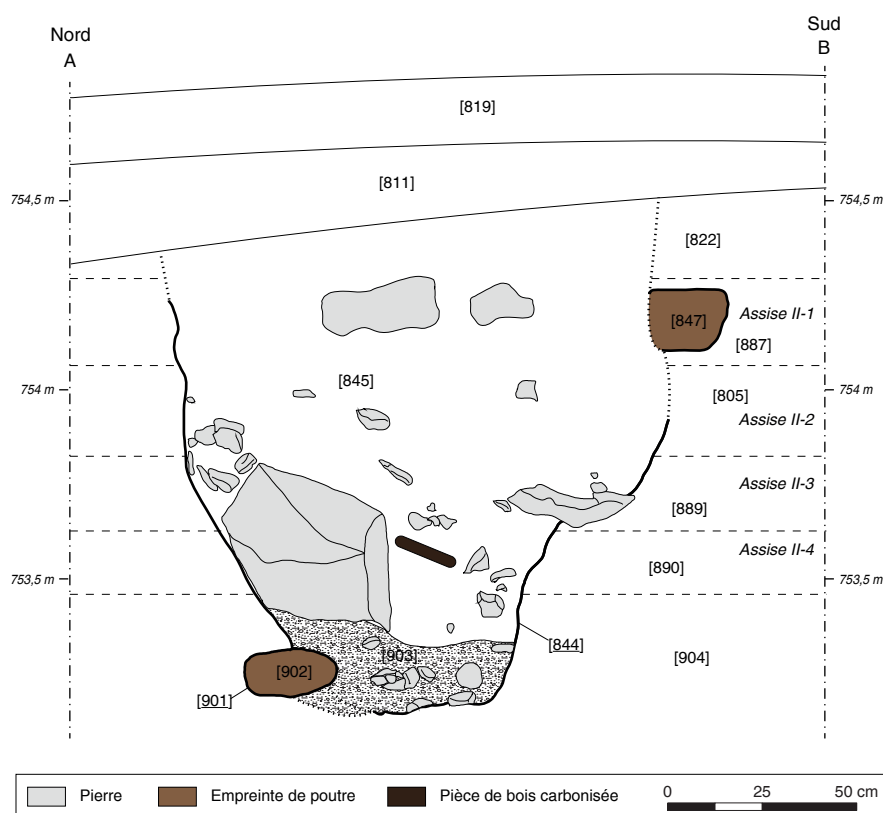 Nord
A
Sud
B
[819]
[811]
754,5 m
754,5 m
[822]
[847]
Assise II-1
[887]
[845]
754 m
754 m
[805]
Assise II-2
Assise II-3
[889]
Assise II-4
[890]
753,5 m
753,5 m
[844]
[903]
[904]
[902]
[901]
Pierre
Empreinte de poutre
Pièce de bois carbonisée
0
25
50 cm